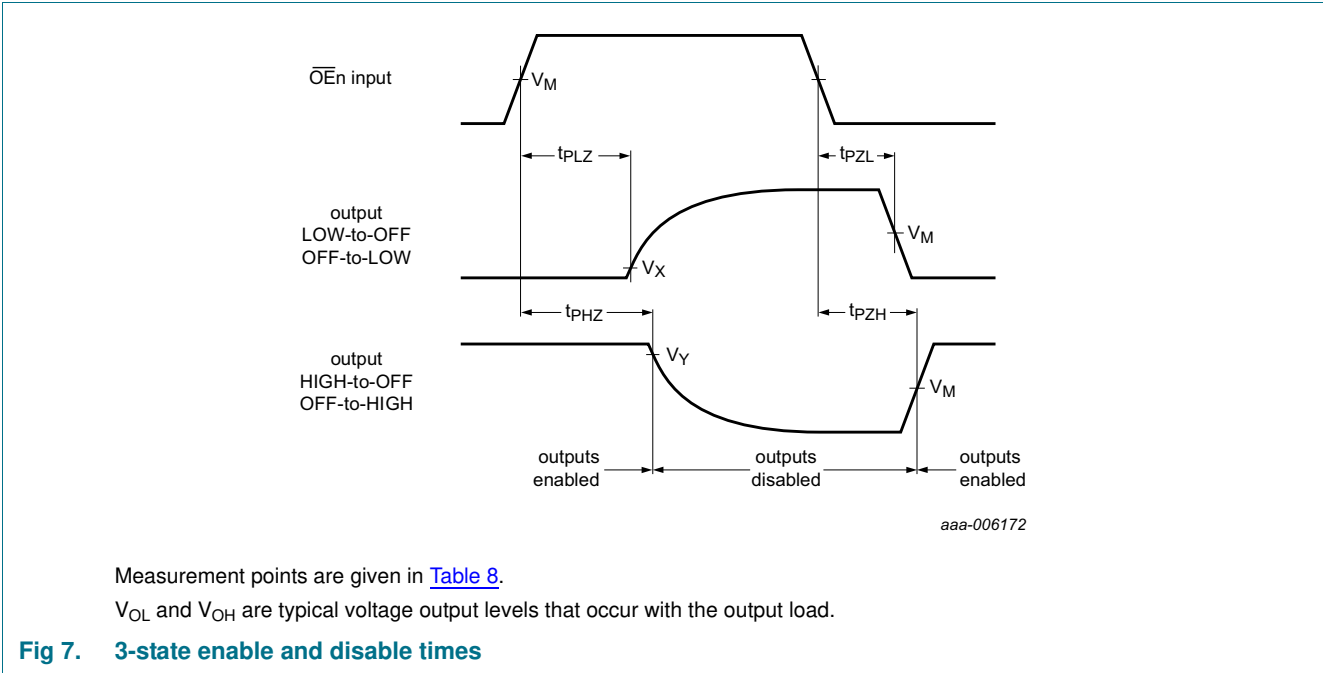 O̅E̅n input
VM
tPLZ
tPZL
output
LOW-to-OFF
OFF-to-LOW
VM
VX
tPHZ
tPZH
output
HIGH-to-OFF
OFF-to-HIGH
VY
VM
outputs enabled
outputs disabled
outputs enabled
aaa-006172
Measurement points are given in Table 8.
VOL and VOH are typical voltage output levels that occur with the output load.
Fig 7. 3-state enable and disable times